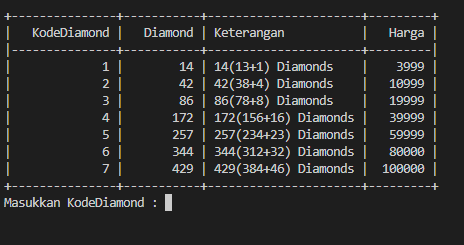 +---------------+-----------+----------------------+---------+
|   KodeDiamond |   Diamond | Keterangan           |   Harga |
|---------------+-----------+----------------------+---------|
|             1 |        14 | 14(13+1) Diamonds    |    3999 |
|             2 |        42 | 42(38+4) Diamonds    |   10999 |
|             3 |        86 | 86(78+8) Diamonds    |   19999 |
|             4 |       172 | 172(156+16) Diamonds |   39999 |
|             5 |       257 | 257(234+23) Diamonds |   59999 |
|             6 |       344 | 344(312+32) Diamonds |   80000 |
|             7 |       429 | 429(384+46) Diamonds |  100000 |
+---------------+-----------+----------------------+---------+
Masukkan KodeDiamond :